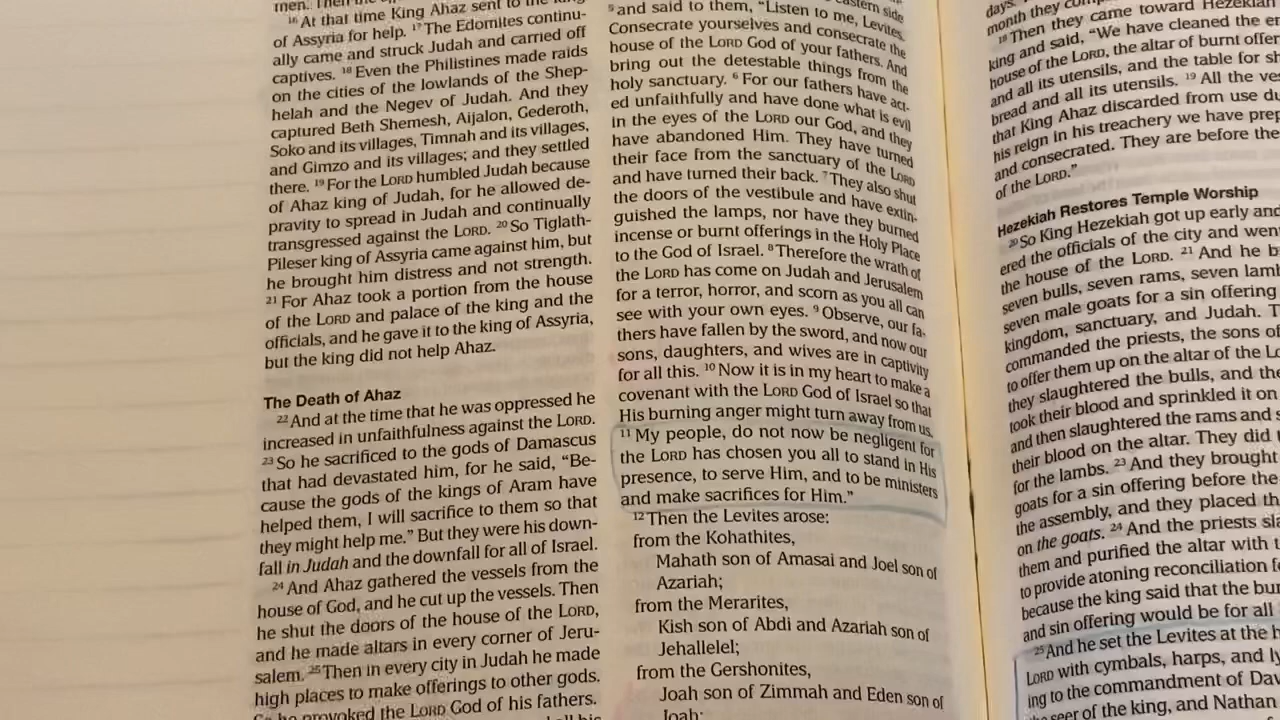 men. Then the
16 At that time King Ahaz sent to the king
of Assyria for help. 17 The Edomites continu-
ally came and struck Judah and carried off
captives. 18 Even the Philistines made raids
on the cities of the lowlands of the Shep-
helah and the Negev of Judah. And they
captured Beth Shemesh, Aijalon, Gederoth,
Soko and its villages, Timnah and its villages,
and Gimzo and its villages; and they settled
there. 19 For the LORD humbled Judah because
of Ahaz king of Judah, for he allowed de-
pravity to spread in Judah and continually
transgressed against the LORD. 20 So Tiglath-
Pileser king of Assyria came against him, but
he brought him distress and not strength.
21 For Ahaz took a portion from the house
of the LORD and palace of the king and the
officials, and he gave it to the king of Assyria,
but the king did not help Ahaz.
The Death of Ahaz
22 And at the time that he was oppressed he
increased in unfaithfulness against the LORD.
23 So he sacrificed to the gods of Damascus
that had devastated him, for he said, “Be-
cause the gods of the kings of Aram have
helped them, I will sacrifice to them so that
they might help me.” But they were his down-
fall in Judah and the downfall for all of Israel.
24 And Ahaz gathered the vessels from the
house of God, and he cut up the vessels. Then
he shut the doors of the house of the LORD,
and he made altars in every corner of Jeru-
salem. 25 Then in every city in Judah he made
high places to make offerings to other gods.
So he provoked the LORD God of his fathers.
eastern side
5 and said to them, “Listen to me, Levites.
Consecrate yourselves and consecrate the
house of the LORD God of your fathers. And
bring out the detestable things from the
holy sanctuary. 6 For our fathers have act-
ed unfaithfully and have done what is evil
in the eyes of the LORD our God, and they
have abandoned Him. They have turned
their face from the sanctuary of the LORD
and have turned their back. 7 They also shut
the doors of the vestibule and have extin-
guished the lamps, nor have they burned
incense or burnt offerings in the Holy Place
to the God of Israel. 8 Therefore the wrath of
the LORD has come on Judah and Jerusalem
for a terror, horror, and scorn as you all can
see with your own eyes. 9 Observe, our fa-
thers have fallen by the sword, and now our
sons, daughters, and wives are in captivity
for all this. 10 Now it is in my heart to make a
covenant with the LORD God of Israel so that
His burning anger might turn away from us.
11 My people, do not now be negligent for
the LORD has chosen you all to stand in His
presence, to serve Him, and to be ministers
and make sacrifices for Him.”
12 Then the Levites arose:
from the Kohathites,
Mahath son of Amasai and Joel son of
Azariah;
from the Merarites,
Kish son of Abdi and Azariah son of
Jehallelel;
from the Gershonites,
Joah son of Zimmah and Eden son of
Joah;
days.
month they
18 Then they came toward Hezekiah
king and said, “We have cleaned the
house of the LORD, the altar of burnt
and all its utensils, and the table for
bread and all its utensils. 19 All the
that King Ahaz discarded from use
his reign in his treachery we have
and consecrated. They are before the
of the LORD.”
Hezekiah Restores Temple Worship
20 So King Hezekiah got up early and
ered the officials of the city and
the house of the LORD. 21 And he
seven bulls, seven rams, seven
seven male goats for a sin offering
kingdom, sanctuary, and Judah.
commanded the priests, the sons of
to offer them up on the altar of the
they slaughtered the bulls, and the
took their blood and sprinkled it on
and then slaughtered the rams and
their blood on the altar. They did
for the lambs. 23 And they brought
goats for a sin offering before the
the assembly, and they placed
on the goats. 24 And the priests
them and purified the altar with
to provide atoning reconciliation
because the king said that the
and sin offering would be for all
25 And he set the Levites at the
LORD with cymbals, harps, and
ing to the commandment of
the seer of the king, and Nathan